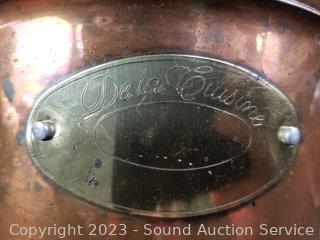 De la Cuisine
Copyright 2023 - Sound Auction Service